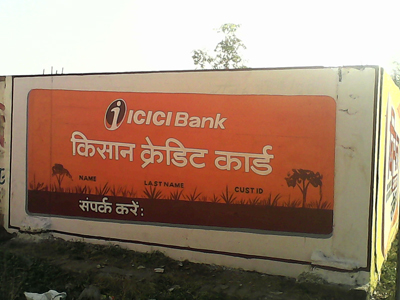 ICICI Bank
किसान क्रेडिट कार्ड
NAME LAST NAME CUST ID
संपर्क करें: